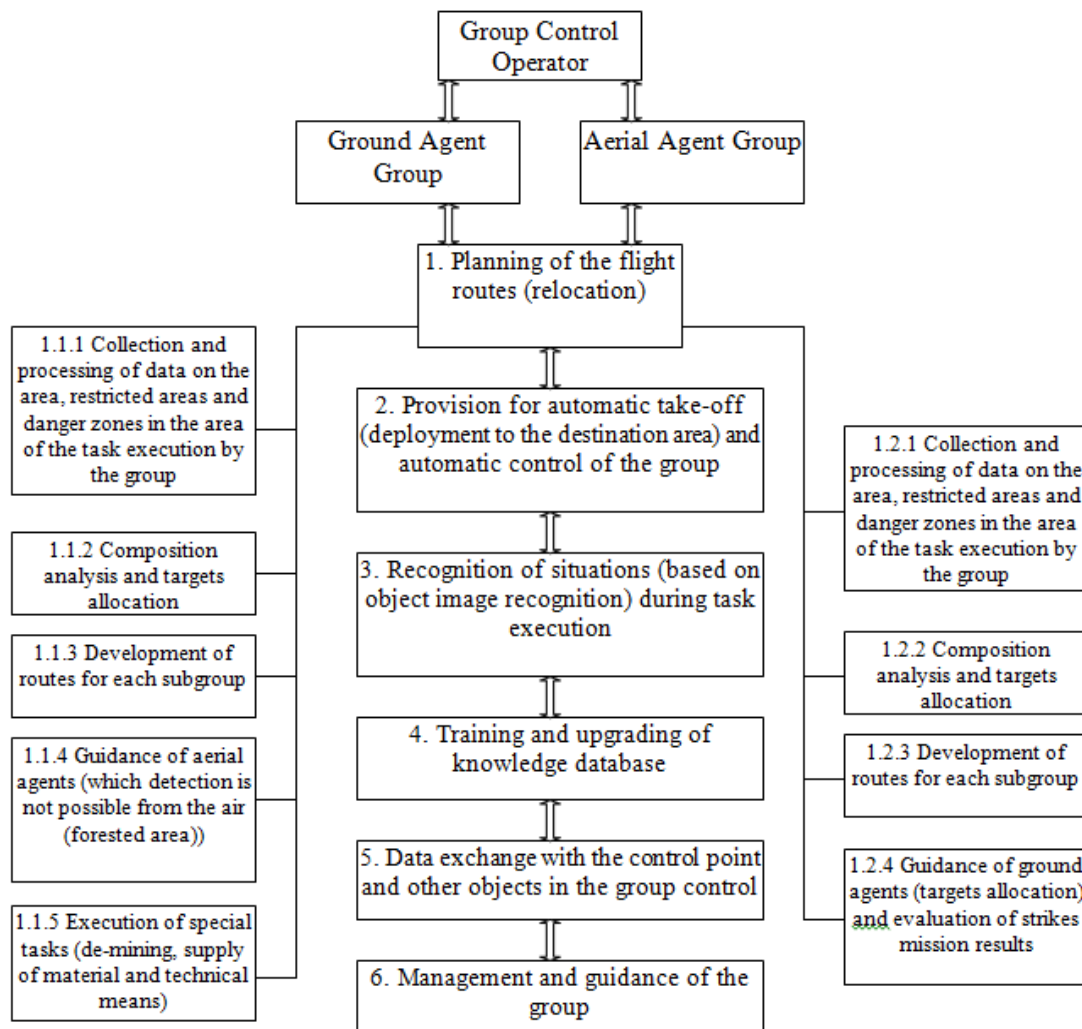 Group Control
Operator
Ground Agent
Group
Aerial Agent Group
1. Planning of the flight
routes (relocation)
1.1.1 Collection and
processing of data on the
area, restricted areas and
danger zones in the area
of the task execution by
the group
1.1.2 Composition
analysis and targets
allocation
1.1.3 Development of
routes for each subgroup
1.1.4 Guidance of aerial
agents (which detection is
not possible from the air
(forested area))
1.1.5 Execution of special
tasks (de-mining, supply
of material and technical
means)
2. Provision for automatic take-off
(deployment to the destination area) and
automatic control of the group
3. Recognition of situations (based on
object image recognition) during task
execution
4. Training and upgrading of
knowledge database
5. Data exchange with the control point
and other objects in the group control
6. Management and guidance of the
group
1.2.1 Collection and
processing of data on the
area, restricted areas and
danger zones in the area
of the task execution by
the group
1.2.2 Composition
analysis and targets
allocation
1.2.3 Development of
routes for each subgroup
1.2.4 Guidance of ground
agents (targets allocation)
and evaluation of strikes
mission results